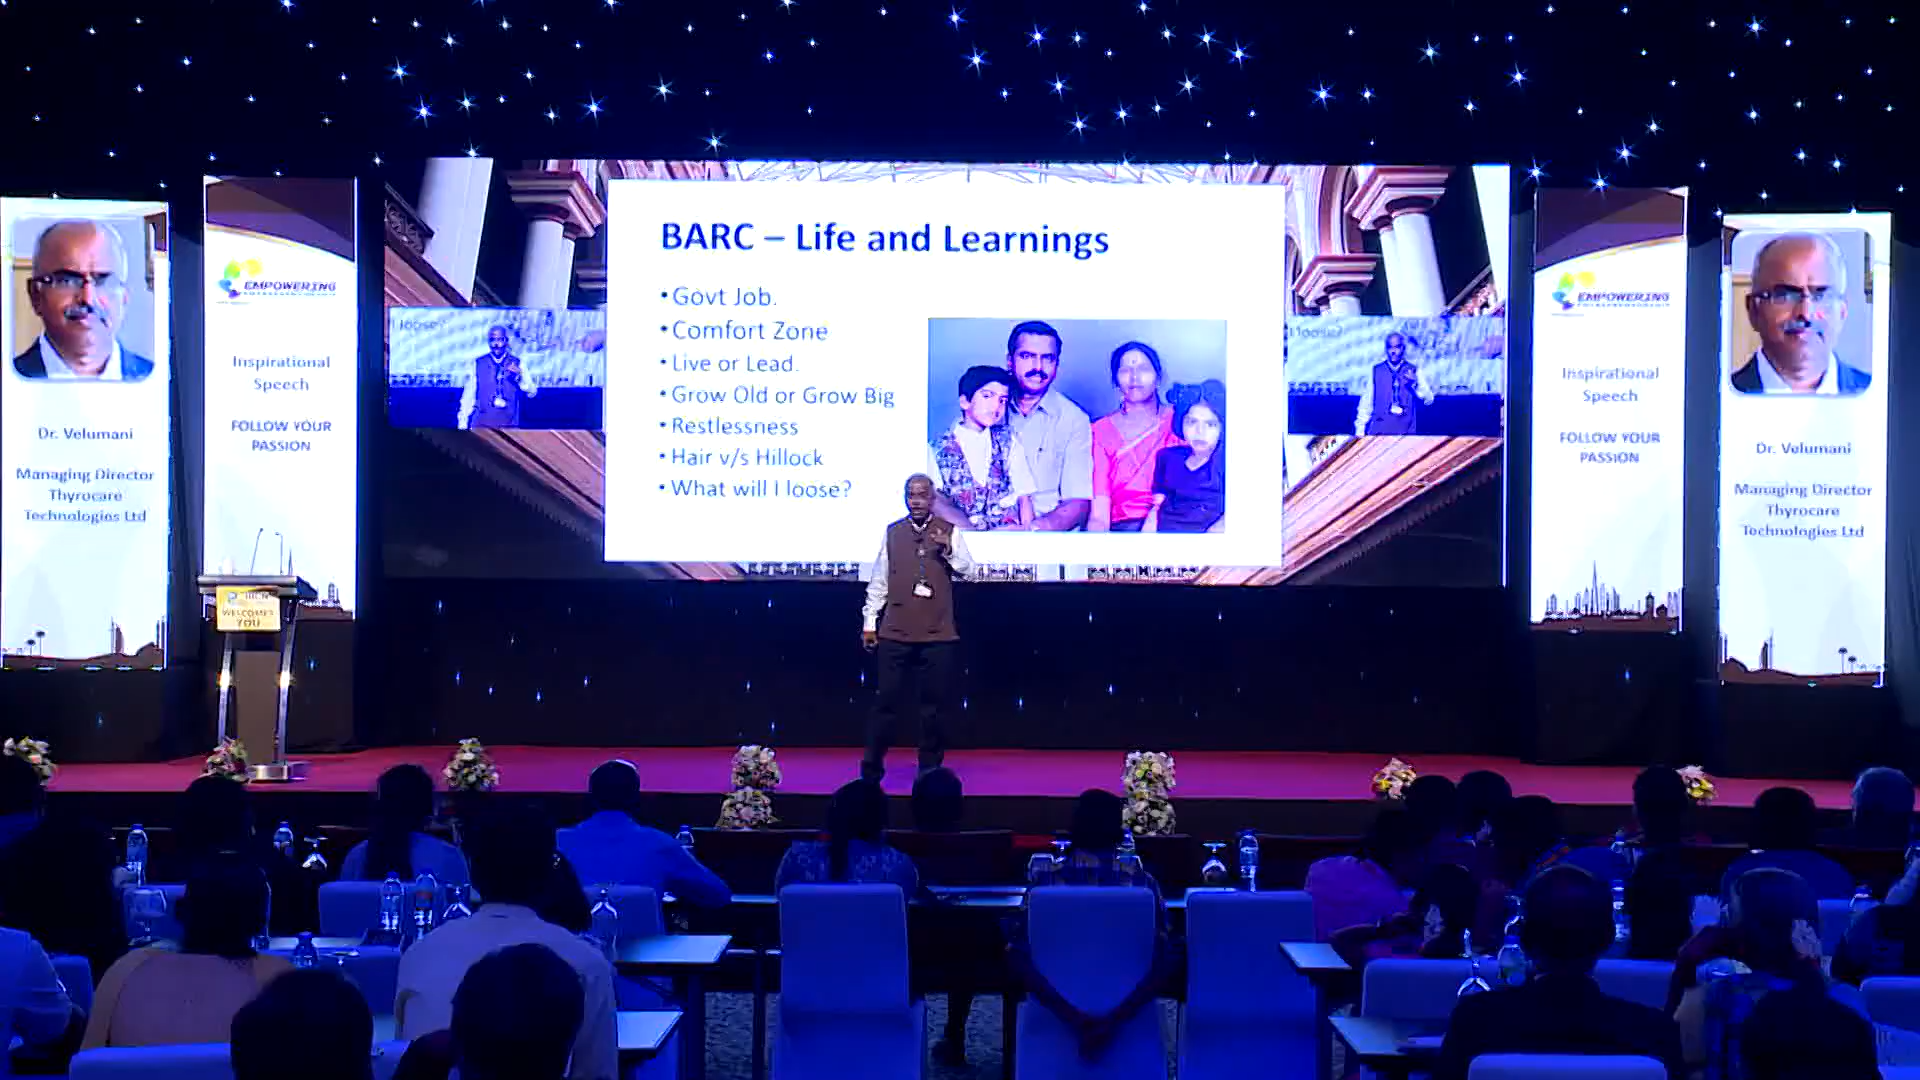 Dr. Velumani
Managing Director
Thyrocare
Technologies Ltd
EMPOWERING
Inspirational
Speech
FOLLOW YOUR
PASSION
WELCOMES
YOU
loose?
BARC – Life and Learnings
• Govt Job.
• Comfort Zone
• Live or Lead.
• Grow Old or Grow Big
• Restlessness
• Hair v/s Hillock
• What will I loose?
I loose?
EMPOWERING
Inspirational
Speech
FOLLOW YOUR
PASSION
Dr. Velumani
Managing Director
Thyrocare
Technologies Ltd